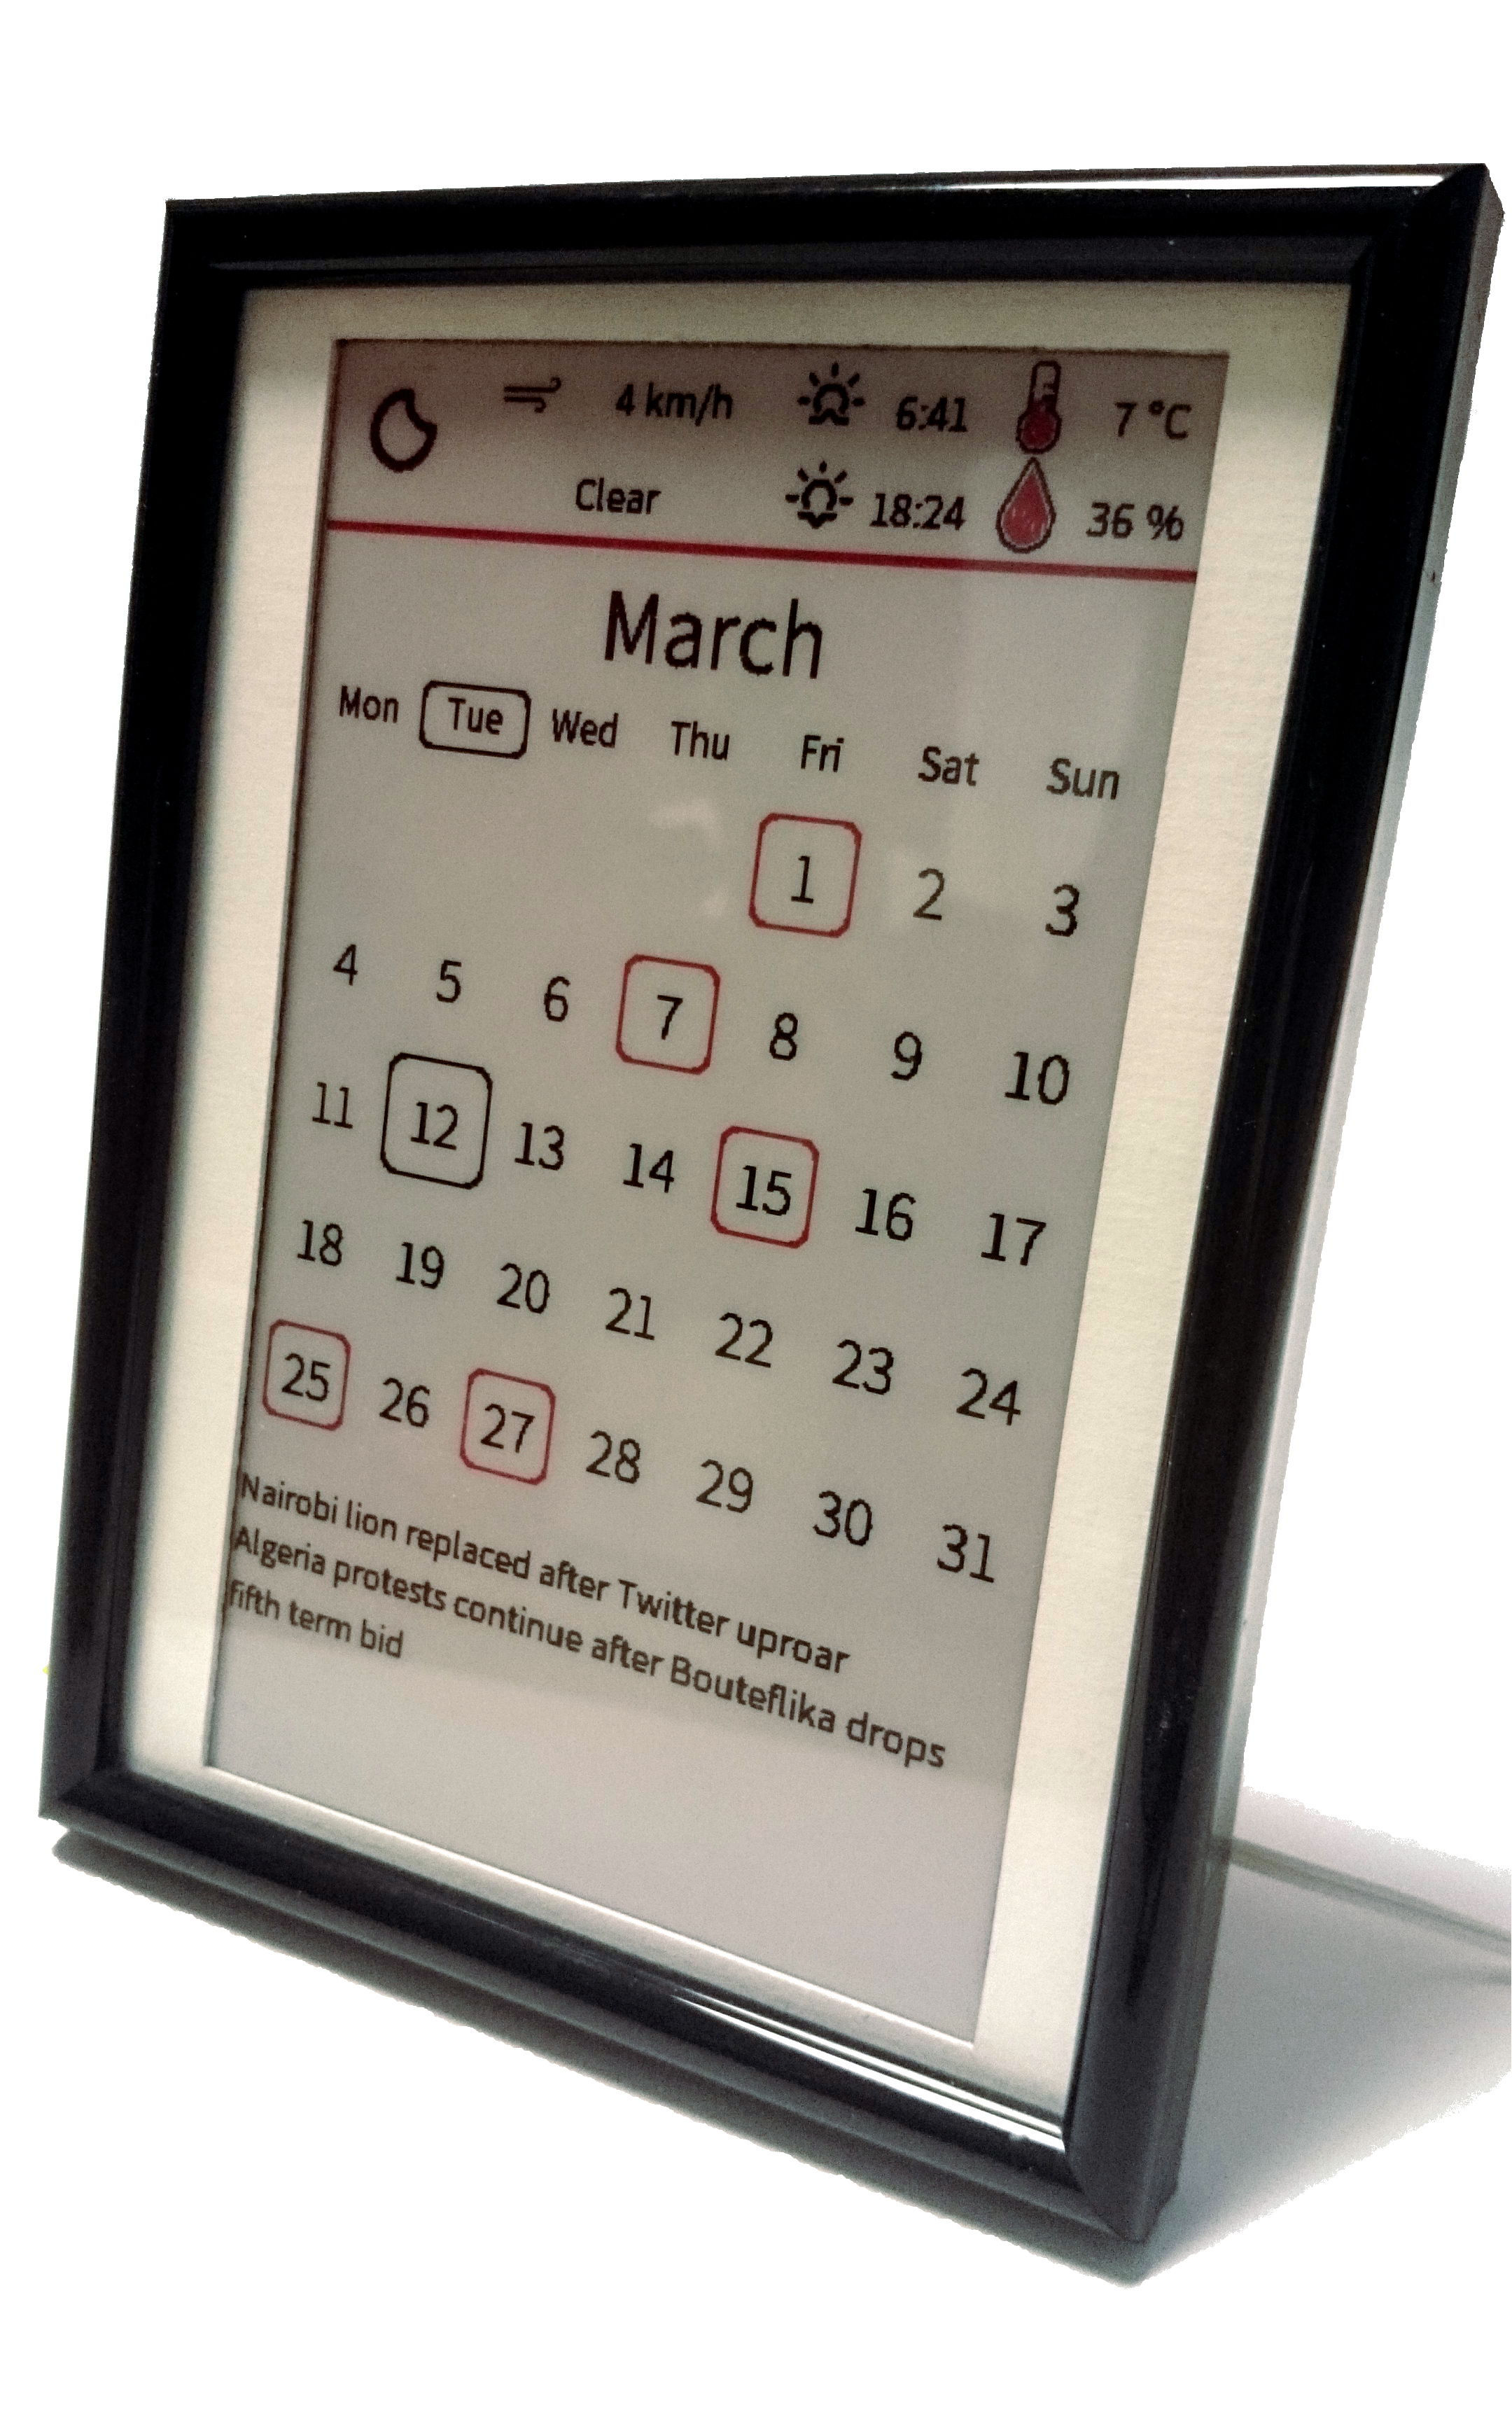 4 km/h 6:41 7 °C
Clear 18:24 36 %
March
Mon Tue Wed Thu Fri Sat Sun
1 2 3
4 5 6 7 8 9 10
11 12 13 14 15 16 17
18 19 20 21 22 23 24
25 26 27 28 29 30 31
Nairobi lion replaced after Twitter uproar
Algeria protests continue after Bouteflika drops
fifth term bid